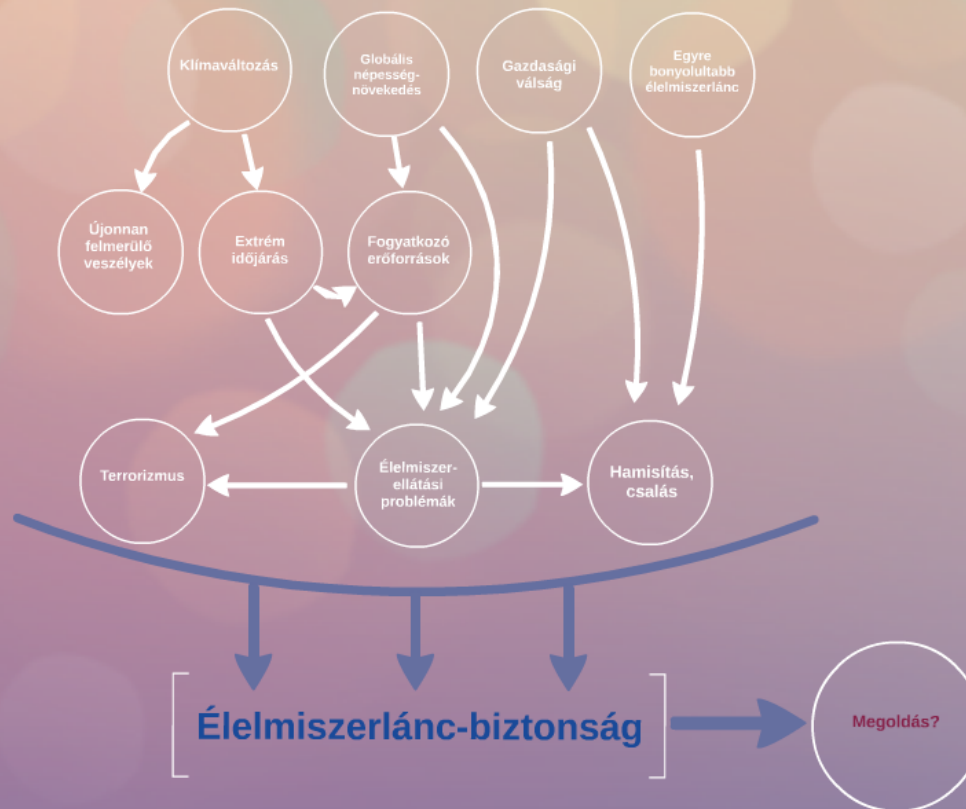 Klímaváltozás
Globális
népesség-
növekedés
Gazdasági
válság
Egyre
bonyolultabb
élelmiszerlánc
Újonnan
felmerülő
veszélyek
Extrém
időjárás
Fogyatkozó
erőforrások
Terrorizmus
Élelmiszer-
ellátási
problémák
Hamisítás,
csalás
Élelmiszerlánc-biztonság
Megoldás?